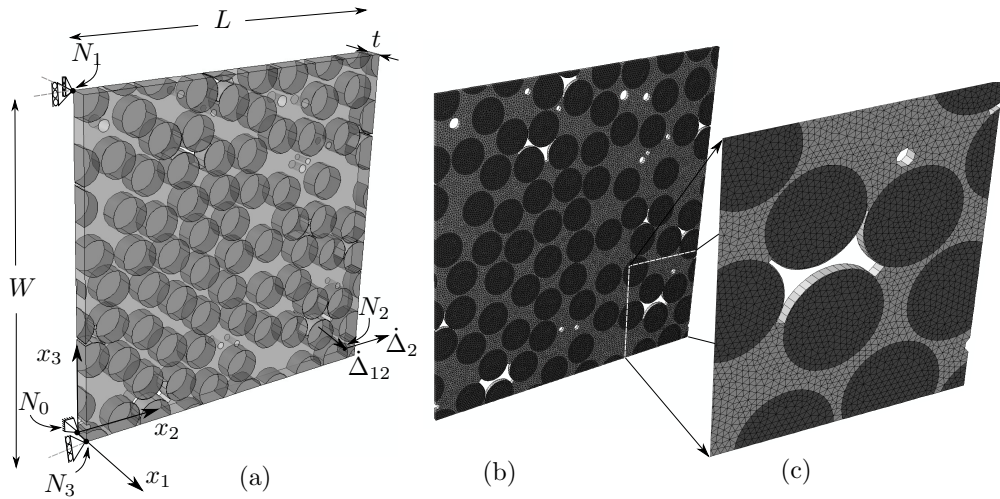 L
t
N₁
W
N₂
Δ̇₂
Δ̇₁₂
x₃
N₀
x₂
N₃
x₁
(a)
(b)
(c)